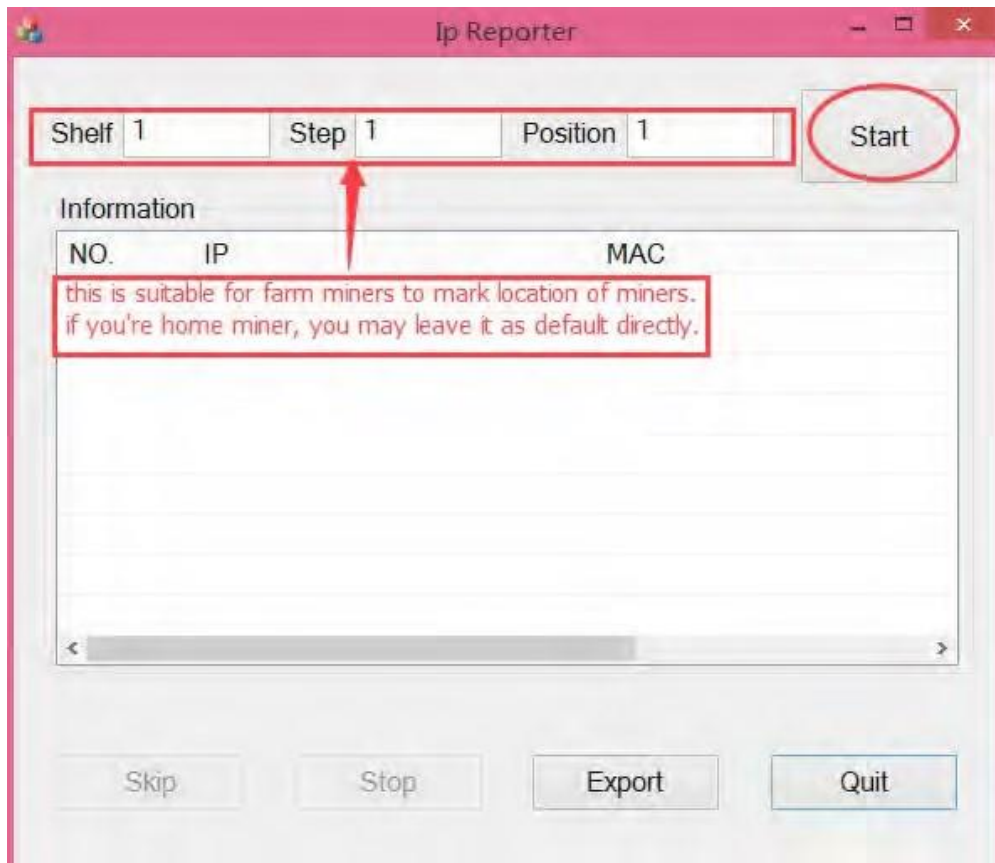 Ip Reporter
Shelf 1 Step 1 Position 1 Start
Information
NO. IP MAC
this is suitable for farm miners to mark location of miners.
if you're home miner, you may leave it as default directly.
Skip Stop Export Quit